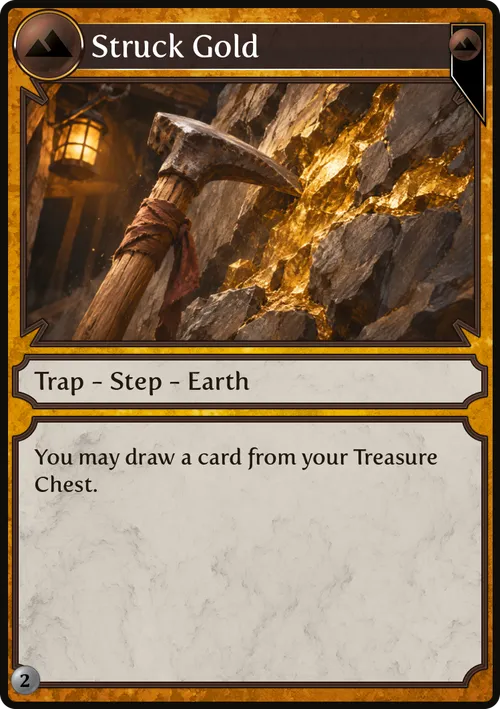 Struck Gold
Trap – Step – Earth
You may draw a card from your Treasure
Chest.
2